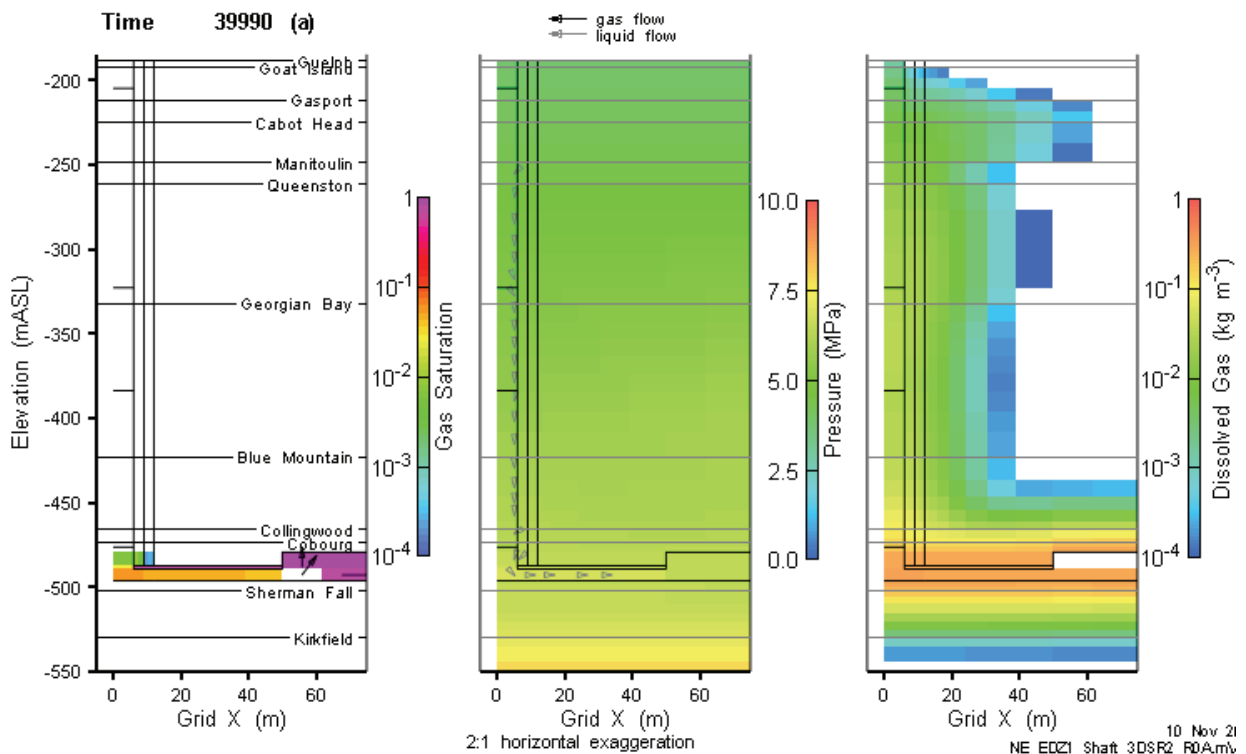 Time 39990 (a)
gas flow
liquid flow
Guelph
Goat Island
Gasport
Cabot Head
Manitoulin
Queenston
Georgian Bay
Blue Mountain
Collingwood
Cobourg
Sherman Fall
Kirkfield
Elevation (mASL)
-200
-250
-300
-350
-400
-450
-500
-550
0 20 40 60
Grid X (m)
1
10-1
10-2
10-3
10-4
Gas Saturation
0 20 40 60
Grid X (m)
10.0
7.5
5.0
2.5
0.0
Pressure (MPa)
0 20 40 60
Grid X (m)
1
10-1
10-2
10-3
10-4
Dissolved Gas (kg m-3)
2:1 horizontal exaggeration
10 Nov
NE EDZ1 Shaft 3DSR2